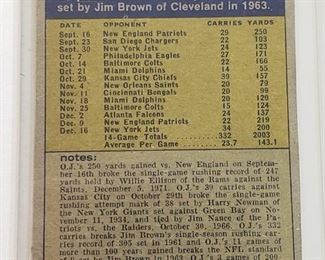 set by Jim Brown of Cleveland in 1963.
DATE OPPONENT CARRIES YARDS
Sept. 16 New England Patriots 29 250
Sept. 23 San Diego Chargers 22 103
Sept. 30 New York Jets 24 123
Oct. 7 Philadelphia Eagles 27 171
Oct. 14 Baltimore Colts 22 166
Oct. 21 Miami Dolphins 14 55
Oct. 29 Kansas City Chiefs 39 157
Nov. 4 New Orleans Saints 20 79
Nov. 11 Cincinnati Bengals 20 99
Nov. 18 Miami Dolphins 20 120
Nov. 25 Baltimore Colts 15 124
Dec. 2 Atlanta Falcons 24 137
Dec. 9 New England Patriots 22 219
Dec. 16 New York Jets 34 200
14-Game Totals 332 2003
Average Per Game 23.7 143.1
notes:
O.J.'s 250 yards gained vs. New England on Septem-
ber 16th broke the single-game rushing record of 247
yards held by Willie Ellison of the Rams against the
Saints, December 5, 1971. O.J.'s 39 carries against
Kansas City on October 29th broke the single-game
rushing attempt mark of 38 set by Harry Newman of
the New York Giants set against Green Bay on No-
vember 11, 1934, and tied by Jim Nance of the Pa-
triots vs. the Raiders, October 30, 1966. O.J.'s 332
carries breaks Jim Brown's single-season rushing car-
ries record of 305 set in 1961 and O.J.'s 11 games of
more than 100 yards gained breaks the NFL standard
of 9 set by Jim Brown. O.J.'s 3 games of 200